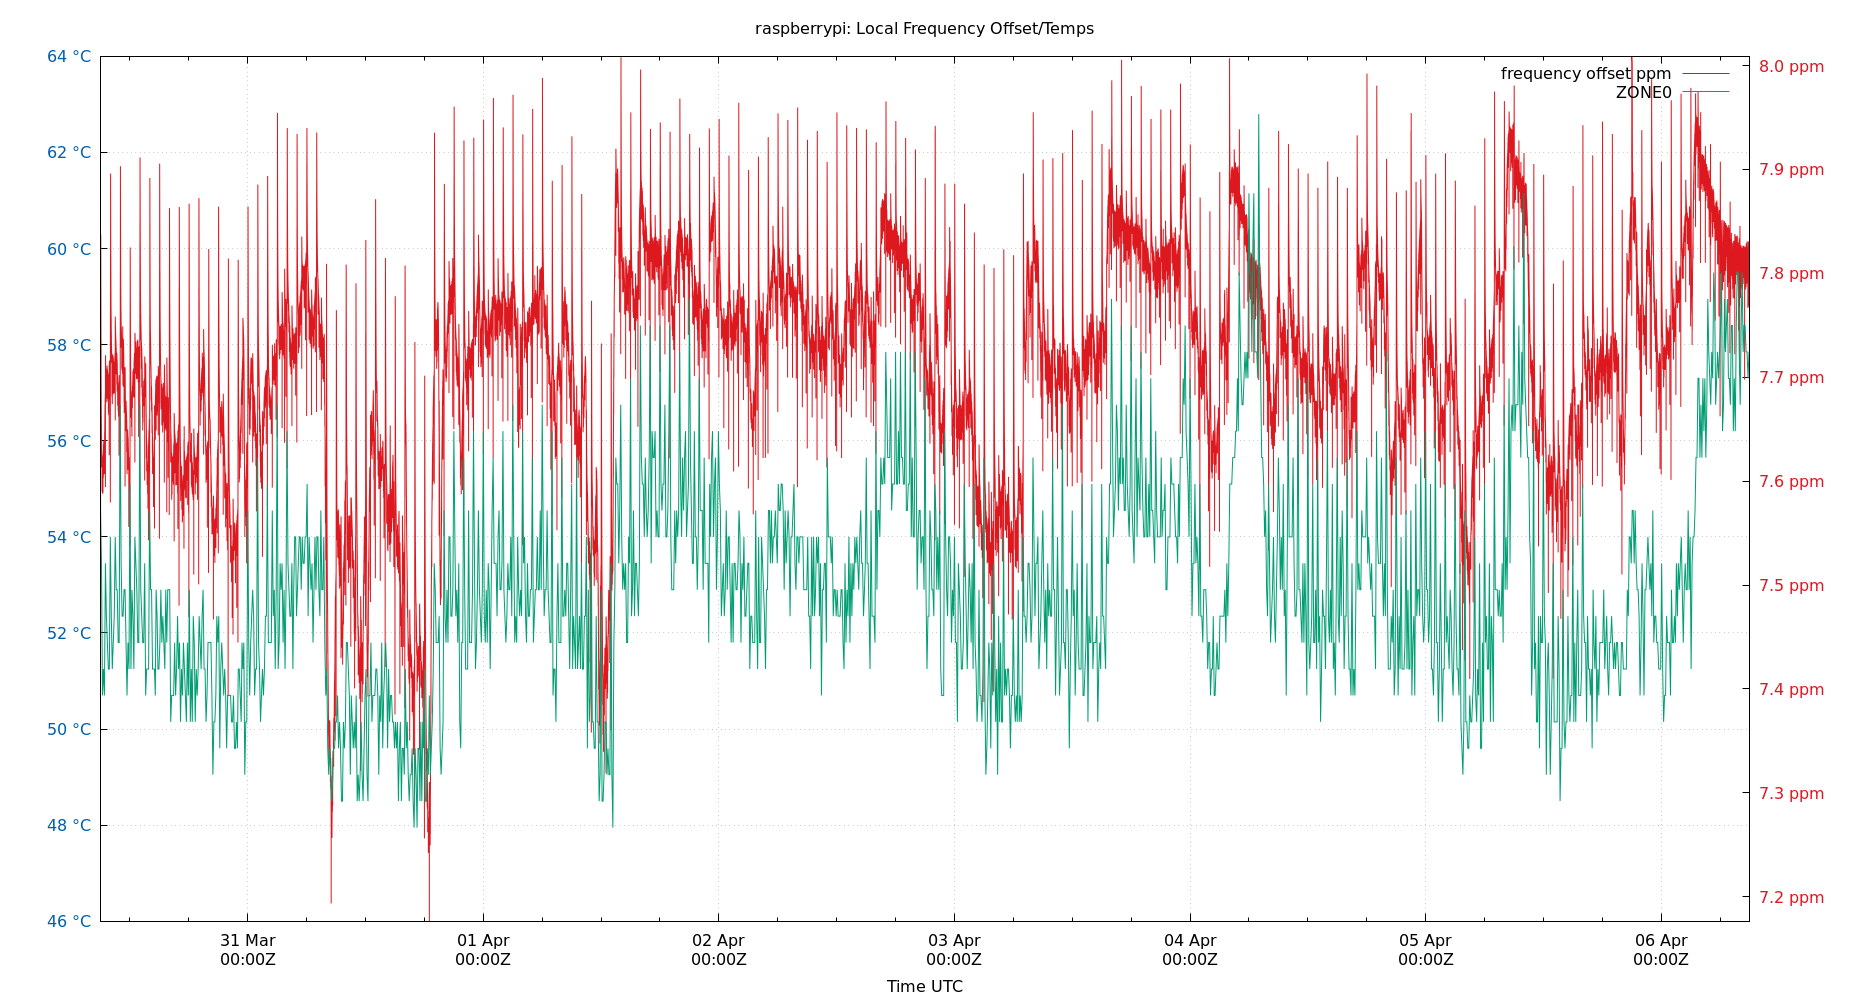 raspberrypi: Local Frequency Offset/Temps
64 °C
62 °C
60 °C
58 °C
56 °C
54 °C
52 °C
50 °C
48 °C
46 °C
8.0 ppm
7.9 ppm
7.8 ppm
7.7 ppm
7.6 ppm
7.5 ppm
7.4 ppm
7.3 ppm
7.2 ppm
frequency offset ppm
ZONE0
31 Mar
00:00Z
01 Apr
00:00Z
02 Apr
00:00Z
03 Apr
00:00Z
04 Apr
00:00Z
05 Apr
00:00Z
06 Apr
00:00Z
Time UTC